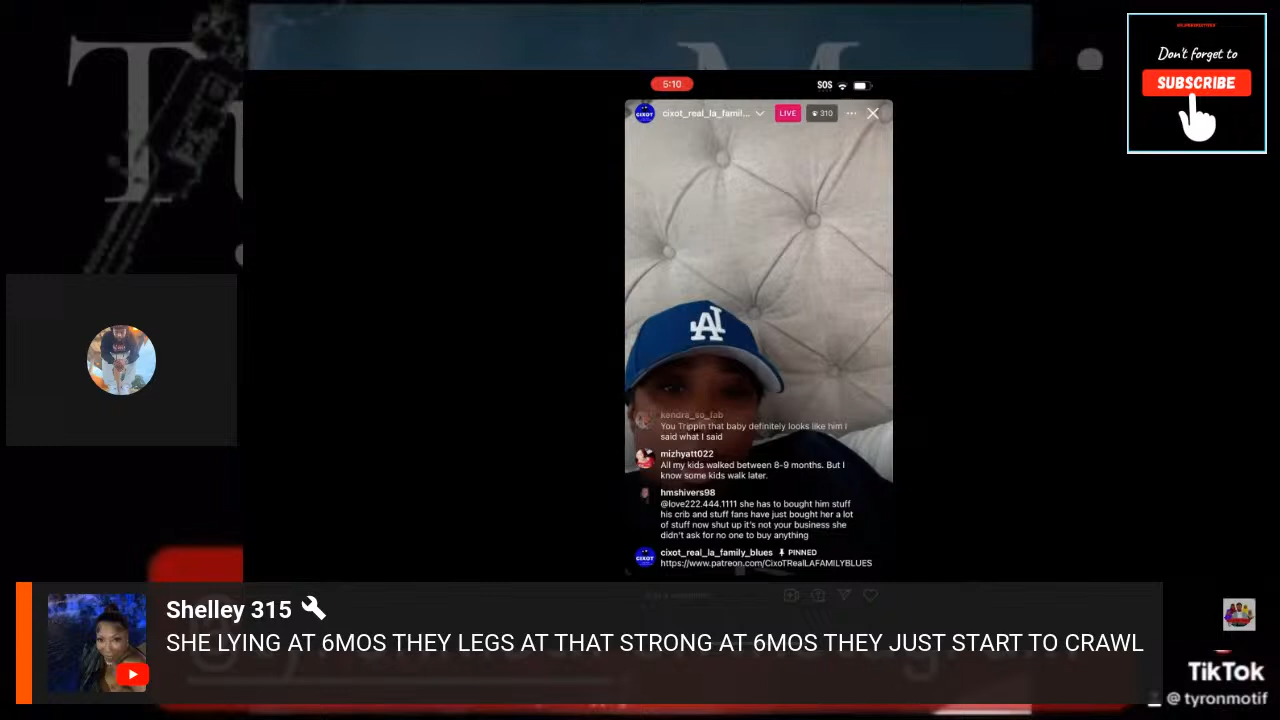 Don't forget to
SUBSCRIBE
5:10
SOS
cixot_real_la_famil...
LIVE
310
CIXOT
LA
kendra_so_fab
You Trippin that baby definitely looks like him I
said what I said
mizhyatt022
All my kids walked between 8-9 months. But I
know some kids walk later.
hmshivers98
@love222.444.1111 she has to bought him stuff
his crib and stuff fans have just bought her a lot
of stuff now shut up it's not your business she
didn't ask for no one to buy anything
CIXOT
cixot_real_la_family_blues PINNED
https://www.patreon.com/CixoTRealLAFAMILYBLUES
Shelley 315
SHE LYING AT 6MOS THEY LEGS AT THAT STRONG AT 6MOS THEY JUST START TO CRAWL
TikTok
@tyronmotif